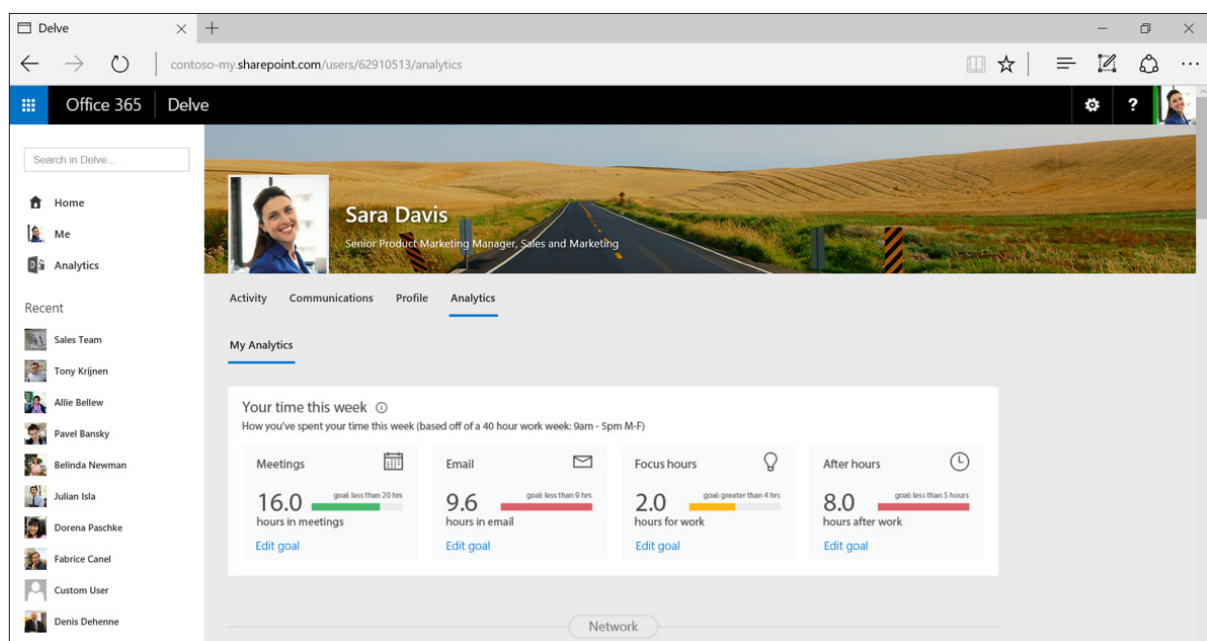 Delve
contoso-my.sharepoint.com/users/62910513/analytics
Office 365 Delve
?
Search in Delve...
Home
Me
Analytics
Recent
Sales Team
Tony Krijnen
Allie Bellew
Pavel Bansky
Belinda Newman
Julian Isla
Dorena Paschke
Fabrice Canel
Custom User
Denis Dehenne
Sara Davis
Senior Product Marketing Manager, Sales and Marketing
Activity Communications Profile Analytics
My Analytics
Your time this week
How you've spent your time this week (based off of a 40 hour work week: 9am - 5pm M-F)
Meetings
16.0 goal: less than 20 hrs
hours in meetings
Edit goal
Email
9.6 goal: less than 9 hrs
hours in email
Edit goal
Focus hours
2.0 goal: greater than 4 hrs
hours for work
Edit goal
After hours
8.0 goal: less than 5 hours
hours after work
Edit goal
Network